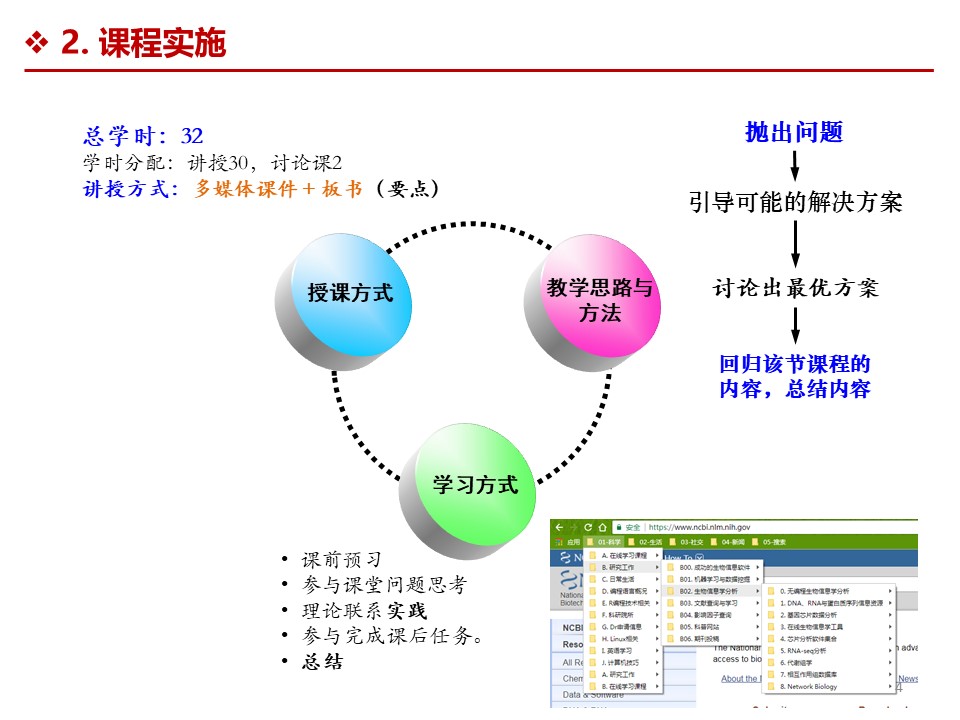 ❖ 2. 课程实施
总学时：32
学时分配：讲授30，讨论课2
讲授方式：多媒体课件＋板书（要点）
抛出问题
引导可能的解决方案
讨论出最优方案
回归该节课程的
内容，总结内容
授课方式
教学思路与
方法
学习方式
• 课前预习
• 参与课堂问题思考
• 理论联系实践
• 参与完成课后任务。
• 总结
安全 | https://www.ncbi.nlm.nih.gov
应用 01-科学 02-生活 03-社交 04-新闻 05-搜索
How To
A. 在线学习课程
B. 研究工作
C. 日常生活
D. 编程语言概况
E. R编程技术相关
F. 科研院所
G. Dr申请信息
H. Linux相关
I. 英语学习
J. 计算机技巧
A. 研究工作
B. 在线学习课程
B00. 成功的生物信息软件
B01. 机器学习与数据挖掘
B02. 生物信息学分析
B03. 文献查询与学习
B04. 影响因子查询
B05. 科普网站
B06. 期刊投稿
0. 无编程生物信息学分析
1. DNA、RNA与蛋白质序列信息资源
2. 基因芯片数据分析
3. 在线生物信息学工具
4. 芯片分析软件集合
5. RNA-seq分析
6. 代谢组学
7. 相互作用组数据库
8. Network Biology
National
Biotech
NCBI
Reso
All Re
Chem
Data & Software
The National
access to bio
adva
About the
News
4